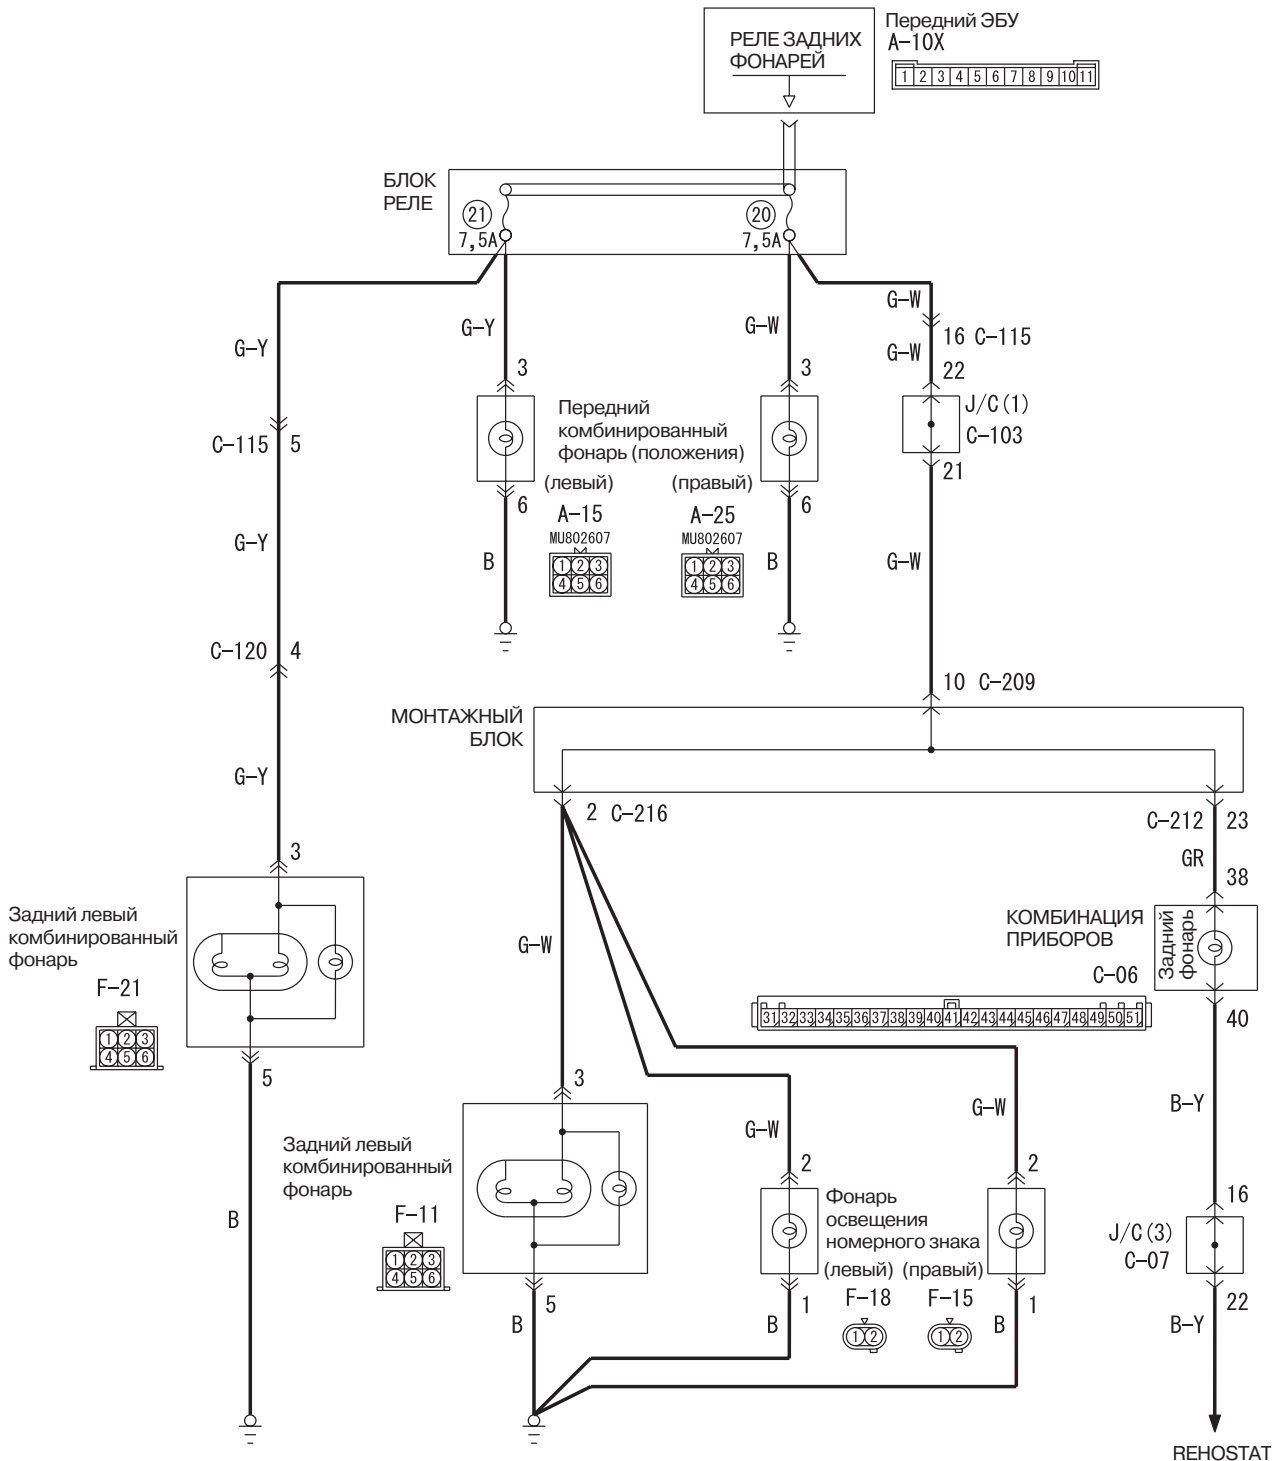 РЕЛЕ ЗАДНИХ
ФОНАРЕЙ
Передний ЭБУ
A-10X
1 2 3 4 5 6 7 8 9 10 11
БЛОК
РЕЛЕ
21
7,5A
20
7,5A
G-Y
G-Y
G-W
G-W
16 C-115
G-W
22
J/C(1)
C-103
21
3
3
C-115
5
Передний
комбинированный
фонарь (положения)
(левый)
(правый)
6
6
A-15
MU802607
1 2 3
4 5 6
A-25
MU802607
1 2 3
4 5 6
G-Y
B
B
G-W
C-120
4
10 C-209
МОНТАЖНЫЙ
БЛОК
G-Y
2 C-216
C-212
23
GR
38
3
Задний левый
комбинированный
фонарь
F-21
1 2 3
4 5 6
5
G-W
КОМБИНАЦИЯ
ПРИБОРОВ
C-06
Задний
фонарь
31 32 33 34 35 36 37 38 39 40 41 42 43 44 45 46 47 48 49 50 51
40
3
B-Y
G-W
G-W
Задний левый
комбинированный
фонарь
F-11
1 2 3
4 5 6
5
B
2
2
Фонарь
освещения
номерного знака
(левый)
(правый)
F-18
1 2
F-15
1 2
1
1
16
J/C(3)
C-07
22
B
B
B
B-Y
REHOSTAT